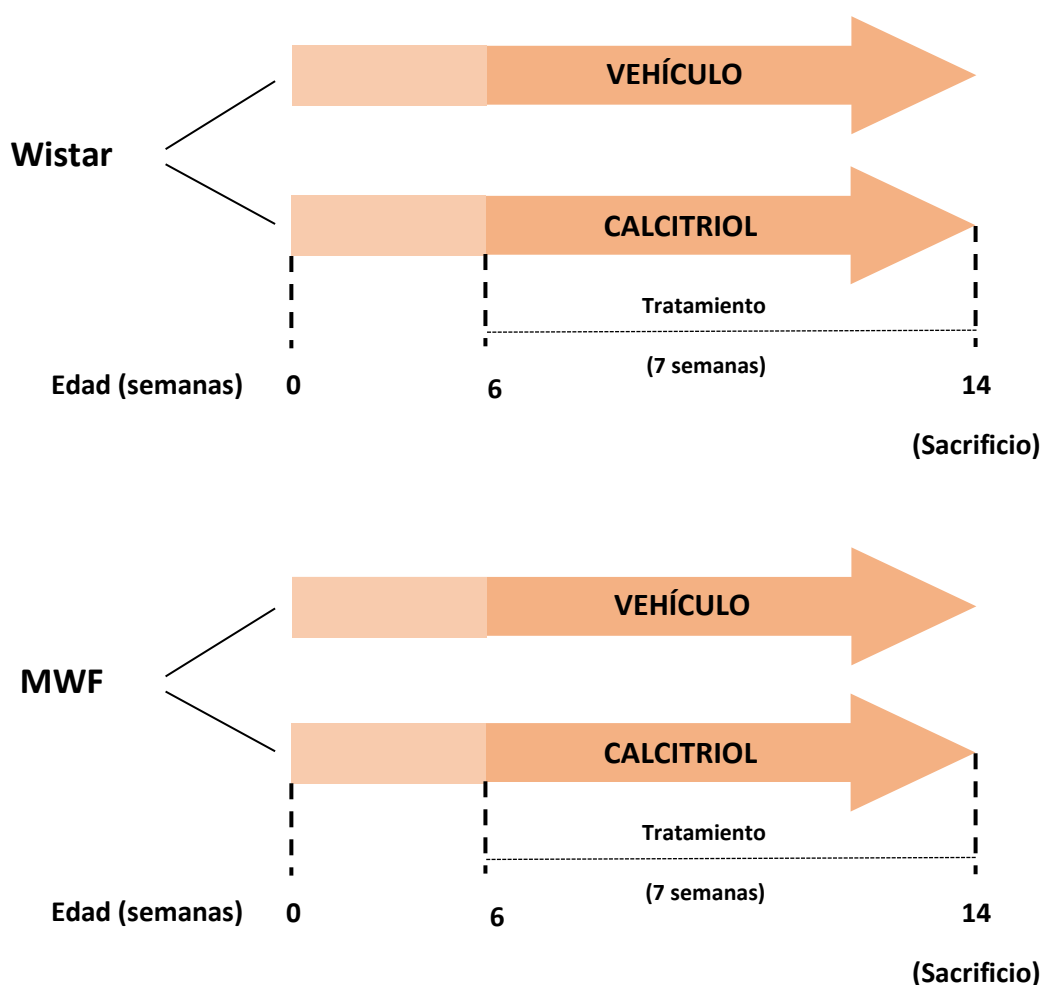 VEHÍCULO
Wistar
CALCITRIOL
Tratamiento
(7 semanas)
Edad (semanas) 0 6 14
(Sacrificio)
VEHÍCULO
MWF
CALCITRIOL
Tratamiento
(7 semanas)
Edad (semanas) 0 6 14
(Sacrificio)